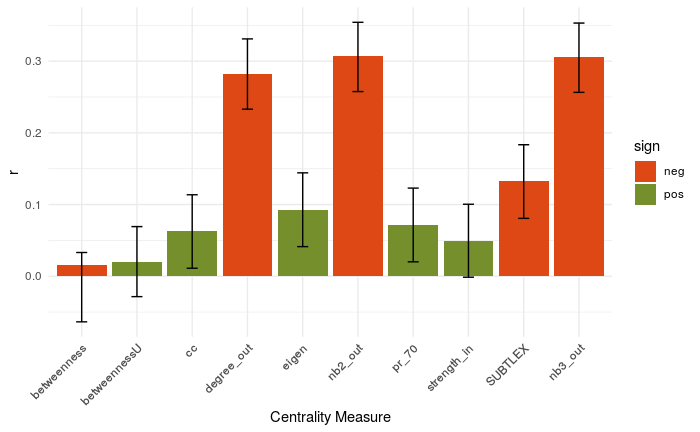 0.3
0.2
0.1
0.0
r
betweenness
betweennessU
cc
degree_out
eigen
nb2_out
pr_70
strength_in
SUBTLEX
nb3_out
Centrality Measure
sign
neg
pos